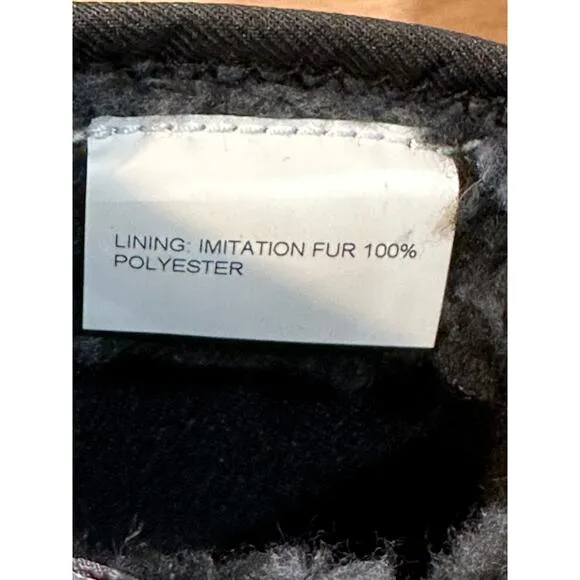 LINING: IMITATION FUR 100%
POLYESTER